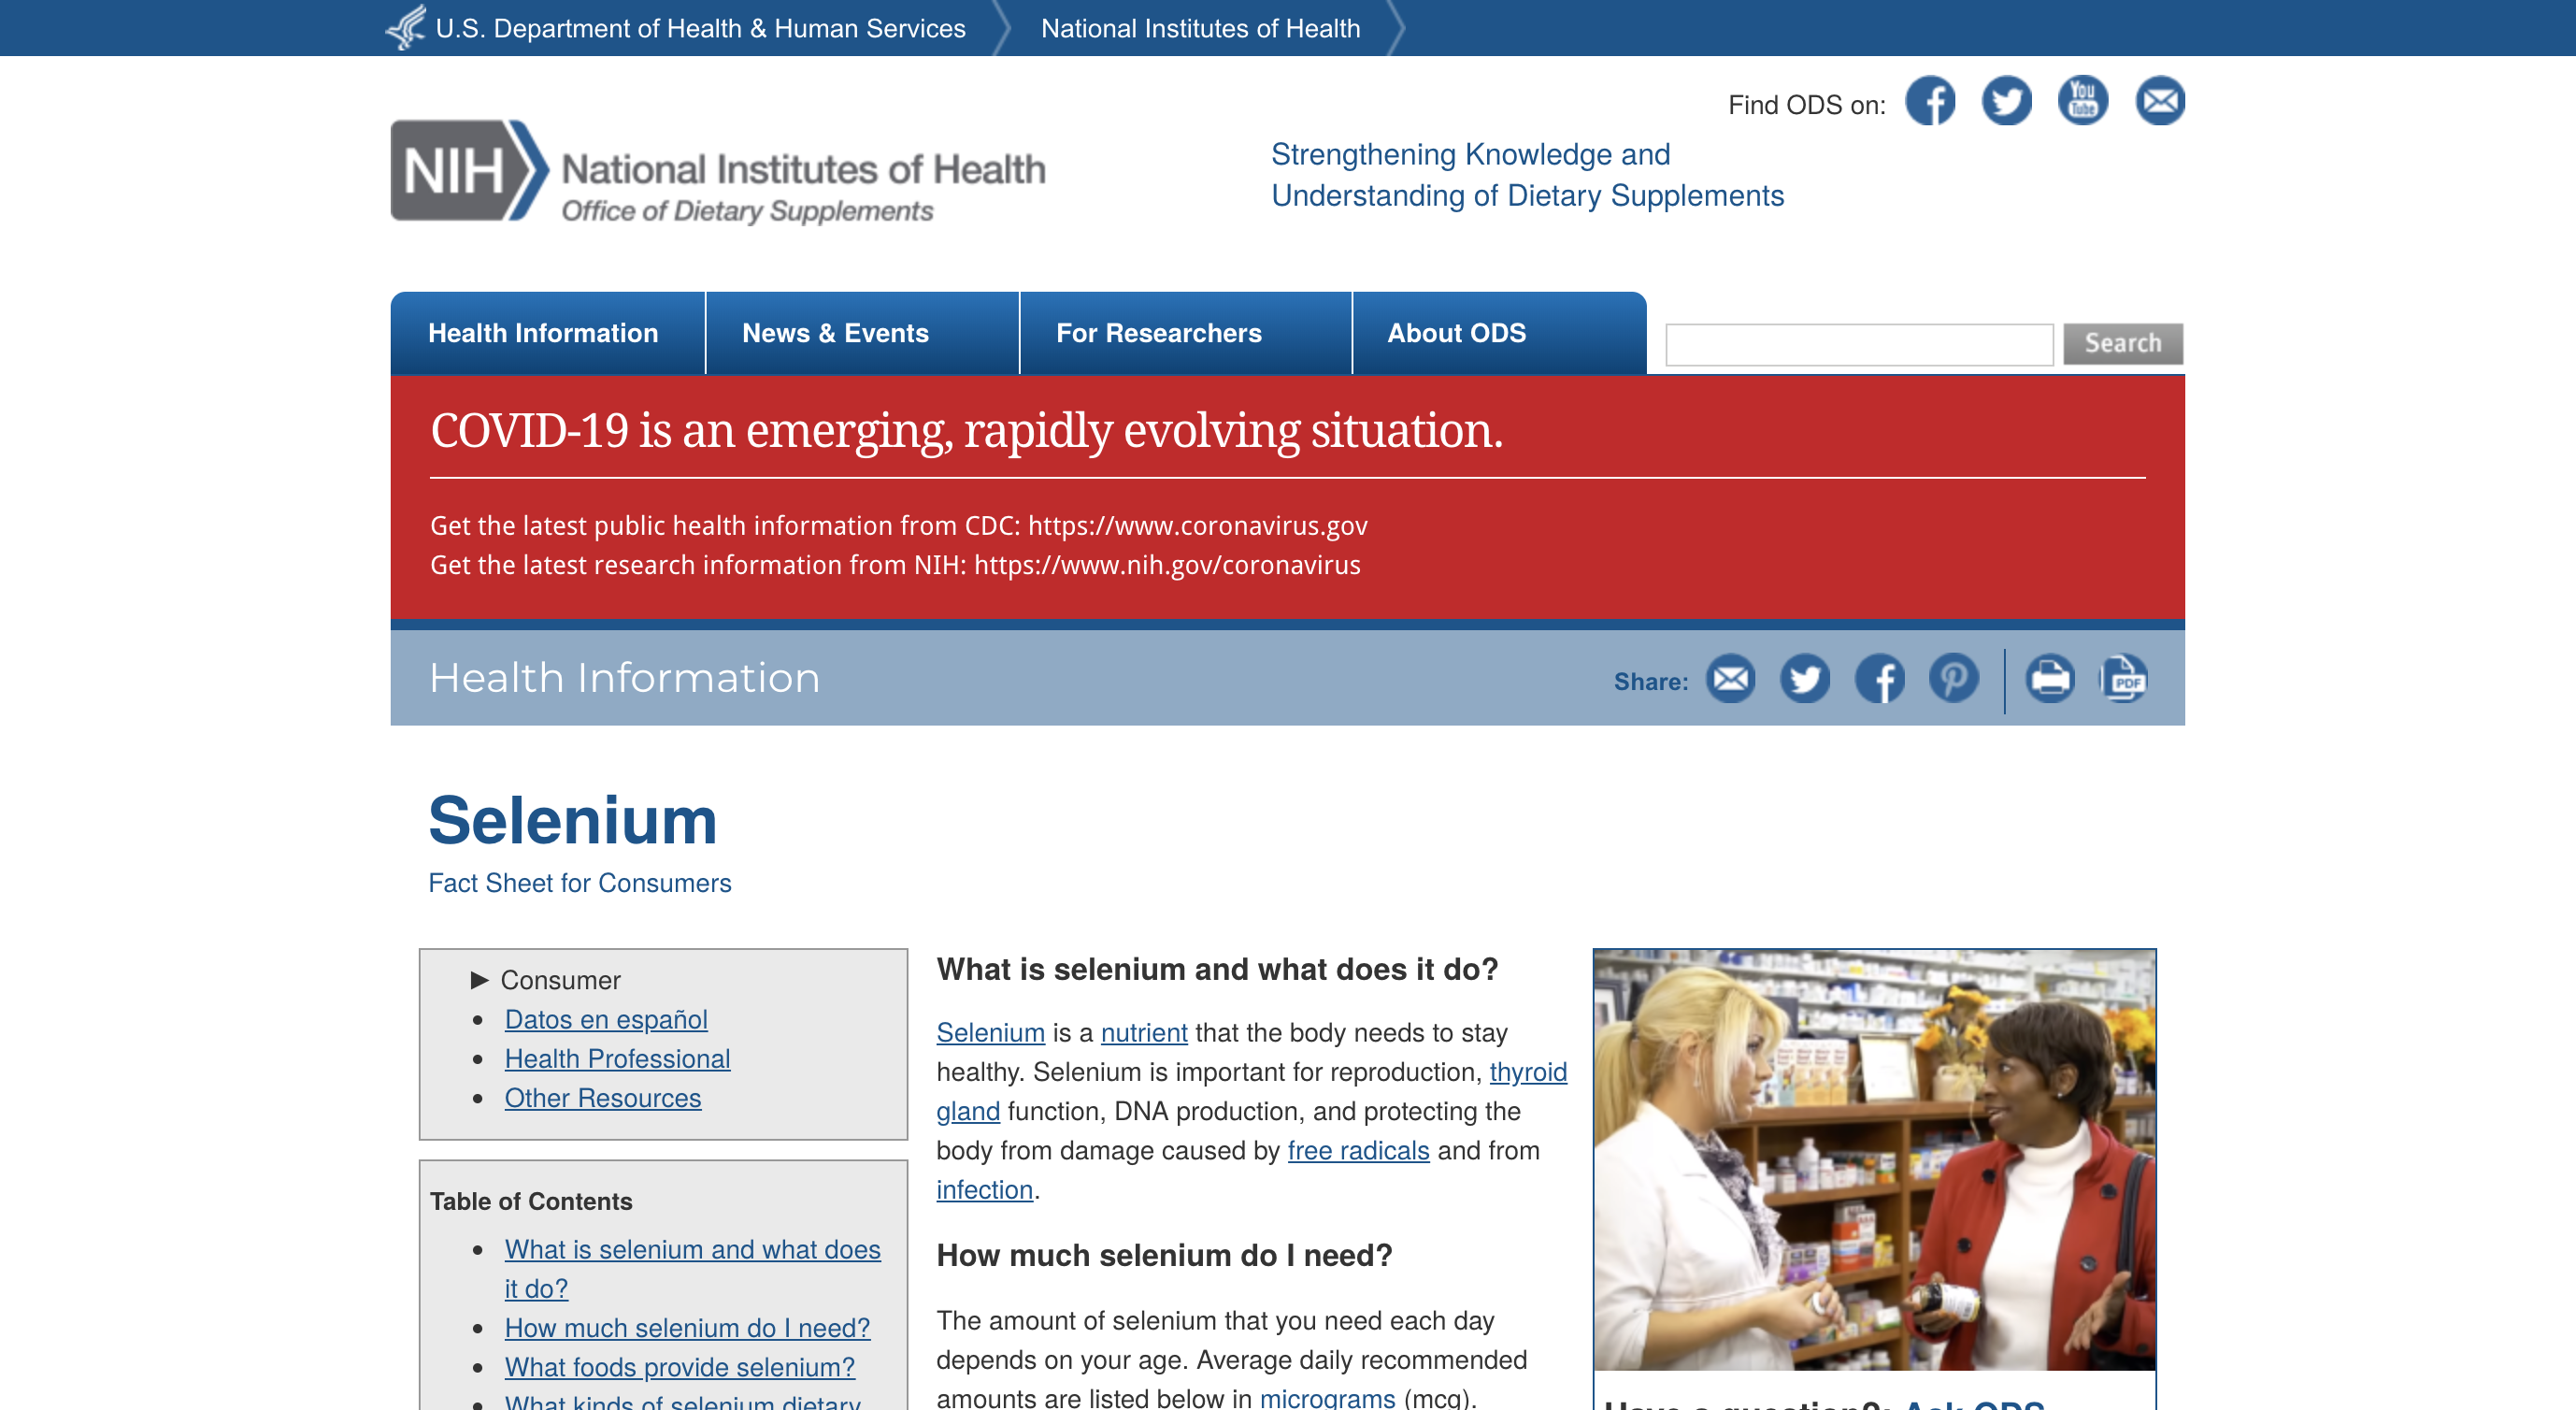 U.S. Department of Health & Human Services
National Institutes of Health
Find ODS on:
You
Tube
NIH
National Institutes of Health
Office of Dietary Supplements
Strengthening Knowledge and
Understanding of Dietary Supplements
Health Information
News & Events
For Researchers
About ODS
Search
COVID-19 is an emerging, rapidly evolving situation.
Get the latest public health information from CDC: https://www.coronavirus.gov
Get the latest research information from NIH: https://www.nih.gov/coronavirus
Health Information
Share:
PDF
Selenium
Fact Sheet for Consumers
► Consumer
• Datos en español
• Health Professional
• Other Resources
Table of Contents
• What is selenium and what does
it do?
• How much selenium do I need?
• What foods provide selenium?
• What kinds of selenium dietary
What is selenium and what does it do?
Selenium is a nutrient that the body needs to stay
healthy. Selenium is important for reproduction, thyroid
gland function, DNA production, and protecting the
body from damage caused by free radicals and from
infection.
How much selenium do I need?
The amount of selenium that you need each day
depends on your age. Average daily recommended
amounts are listed below in micrograms (mcg).
Have a question?: Ask ODS